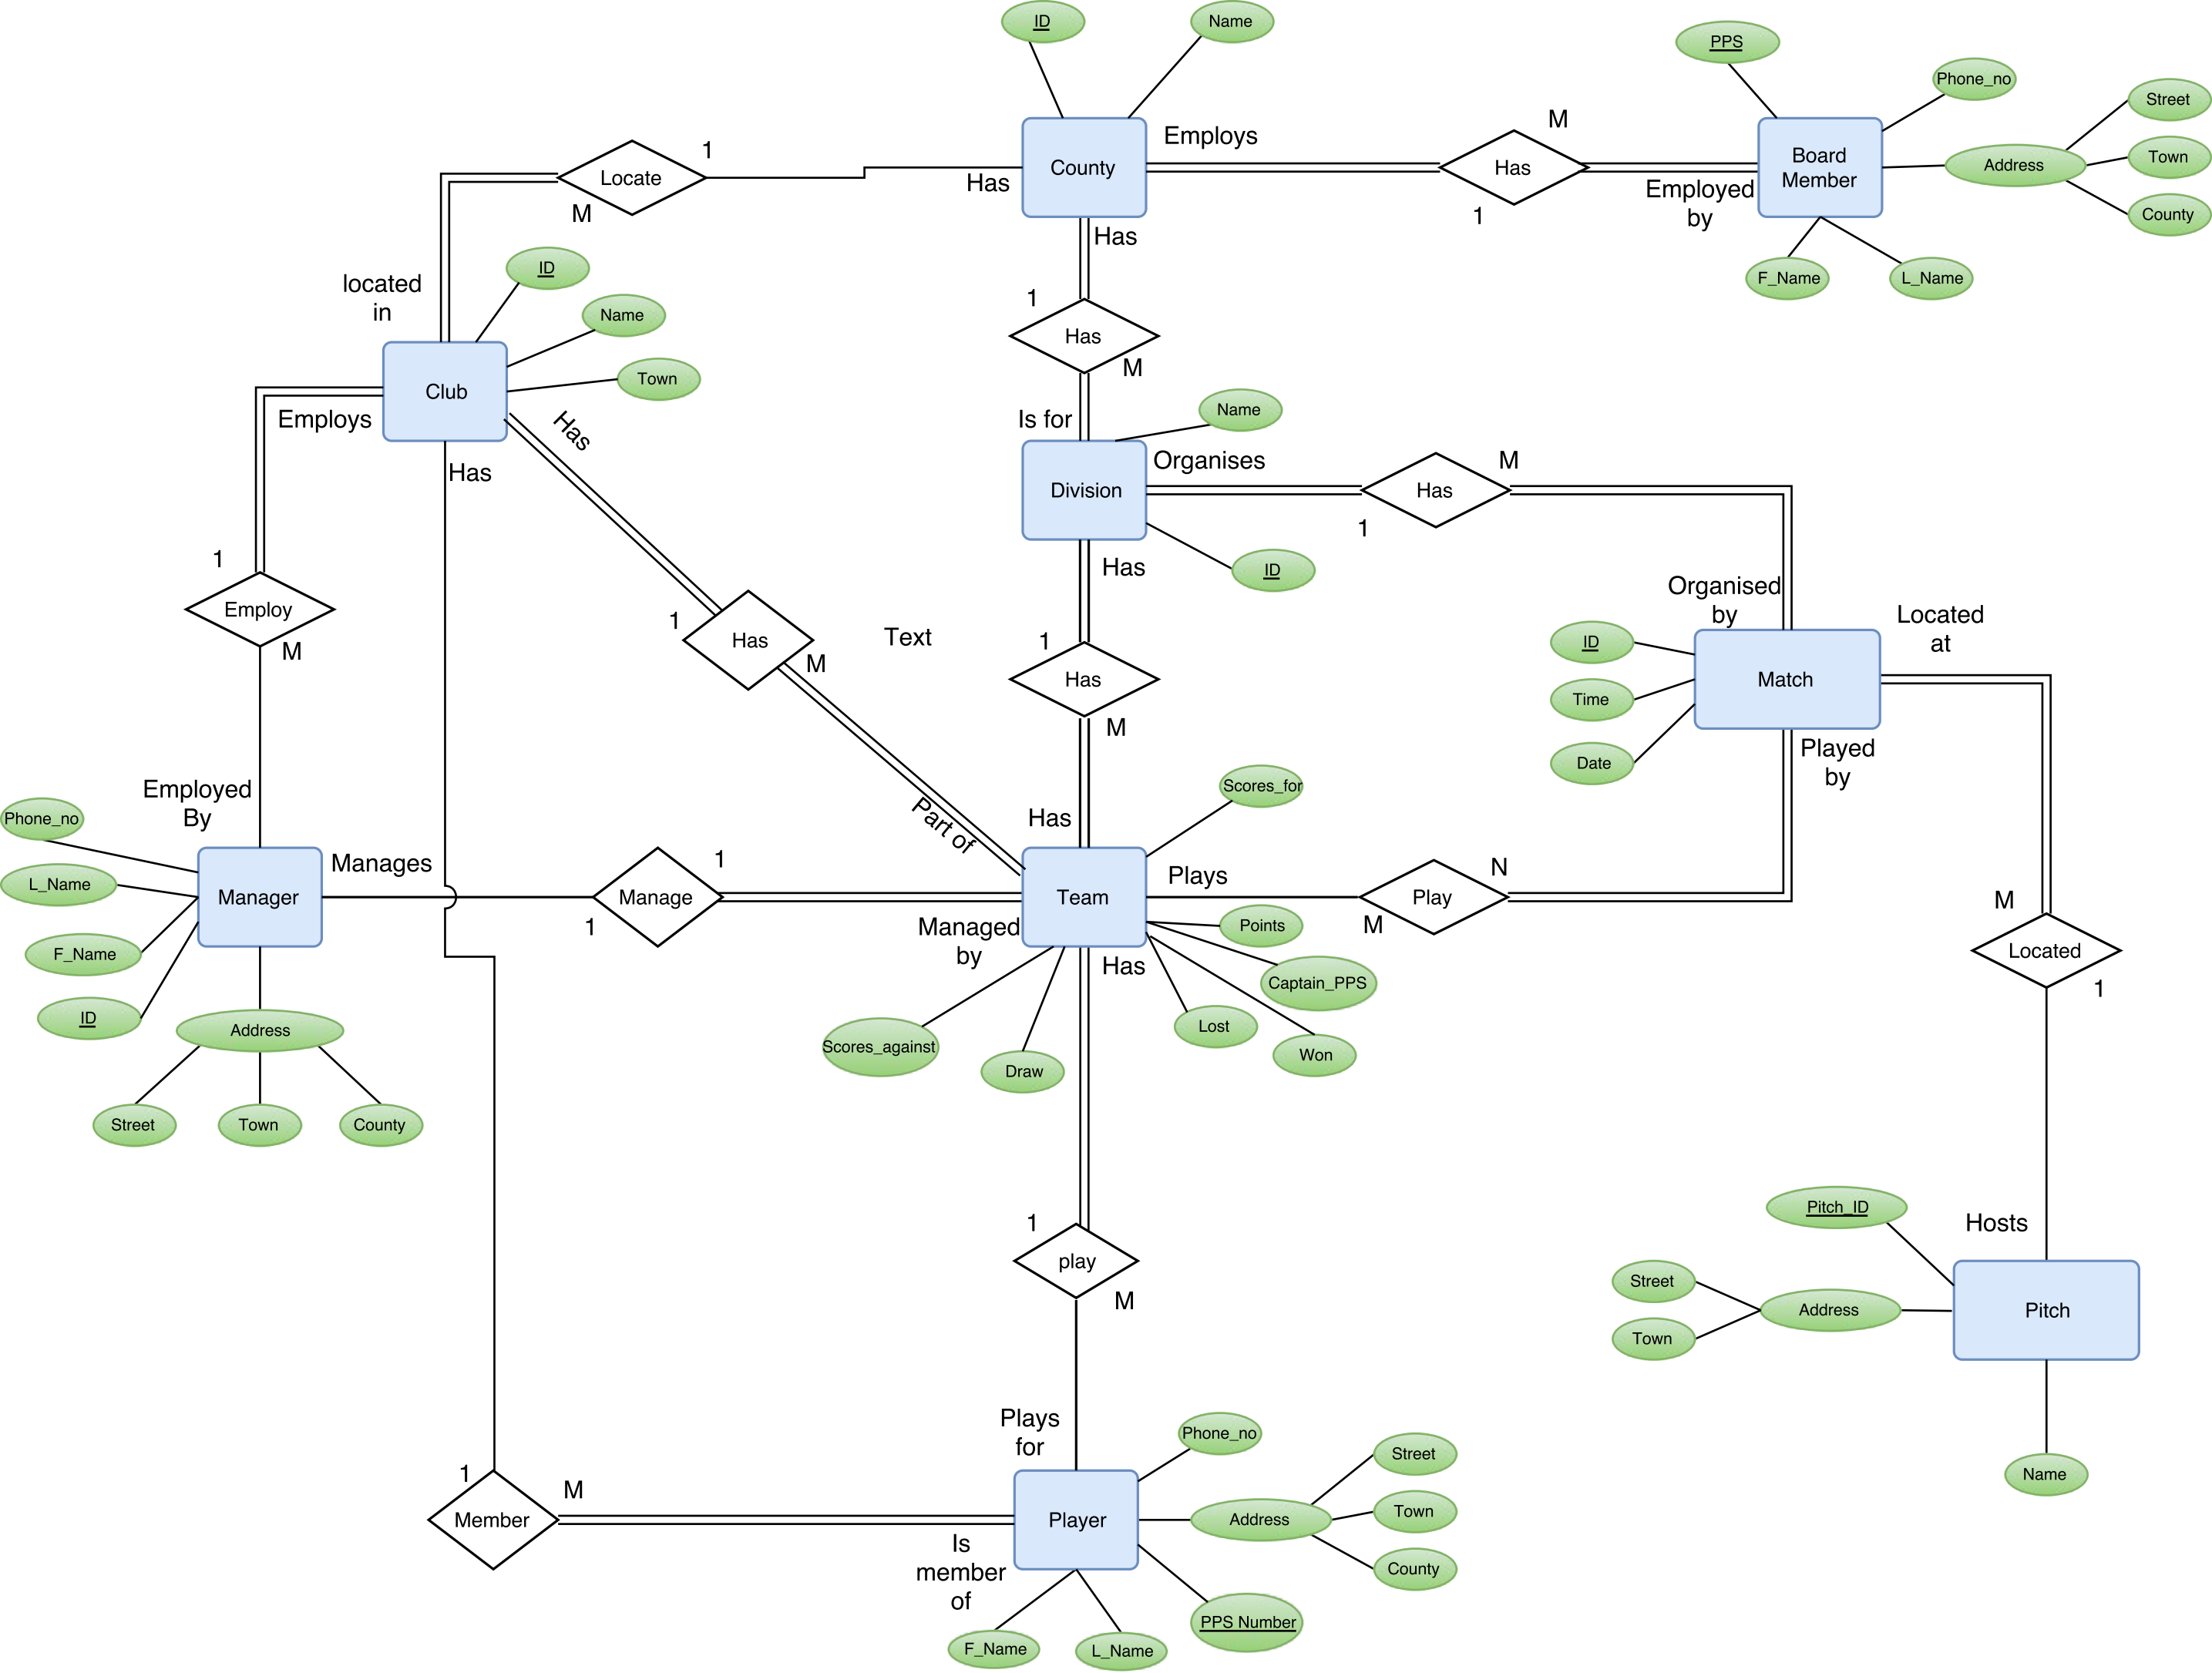 ID
Name
PPS
Phone_no
Street
Town
County
Address
Board
Member
F_Name
L_Name
Employs
M
Has
1
Employed
by
County
Has
1
Locate
M
located
in
Has
1
Has
M
Is for
ID
Name
Town
Club
Employs
Has
Has
Name
Division
Organises
ID
Has
M
Has
1
Organised
by
Located
at
1
Employ
M
1
Has
M
Text
1
Has
M
ID
Time
Date
Match
Played
by
Employed
By
Phone_no
L_Name
F_Name
ID
Manager
Manages
Address
Street
Town
County
1
Manage
1
Part of
Has
Scores_for
Team
Plays
Managed
by
Has
Points
Captain_PPS
Lost
Won
Draw
Scores_against
N
Play
M
M
Located
1
1
play
M
Pitch_ID
Hosts
Street
Town
Address
Pitch
Name
Plays
for
Phone_no
Street
Town
County
Address
Player
1
Member
M
Is
member
of
PPS Number
F_Name
L_Name